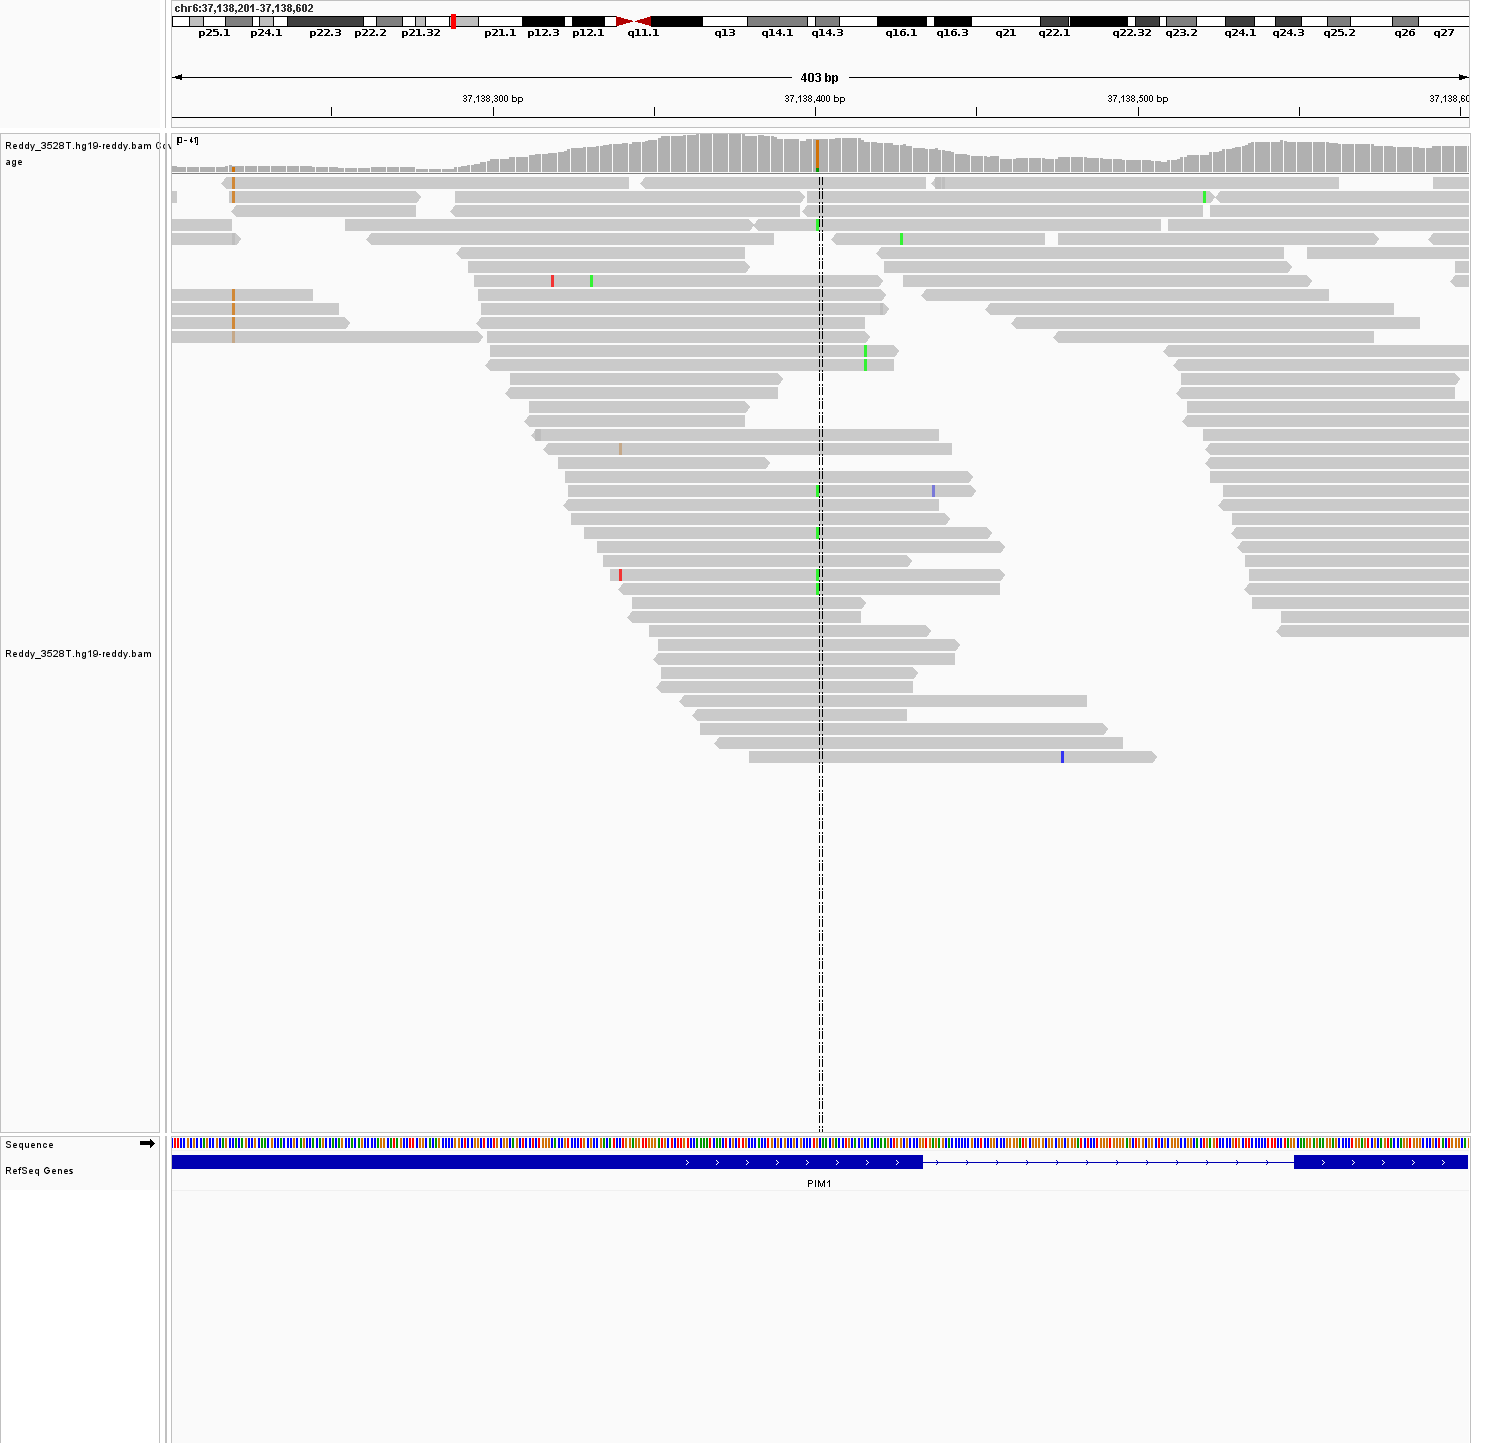 chr6:37,138,201-37,138,602
p25.1 p24.1 p22.3 p22.2 p21.32 p21.1 p12.3 p12.1 q11.1 q13 q14.1 q14.3 q16.1 q16.3 q21 q22.1 q22.32 q23.2 q24.1 q24.3 q25.2 q26 q27
403 bp
37,138,300 bp 37,138,400 bp 37,138,500 bp 37,138,60
[0 - 41]
Reddy_3528T.hg19-reddy.bam Cov
age
Reddy_3528T.hg19-reddy.bam
Sequence
RefSeq Genes
PIM1